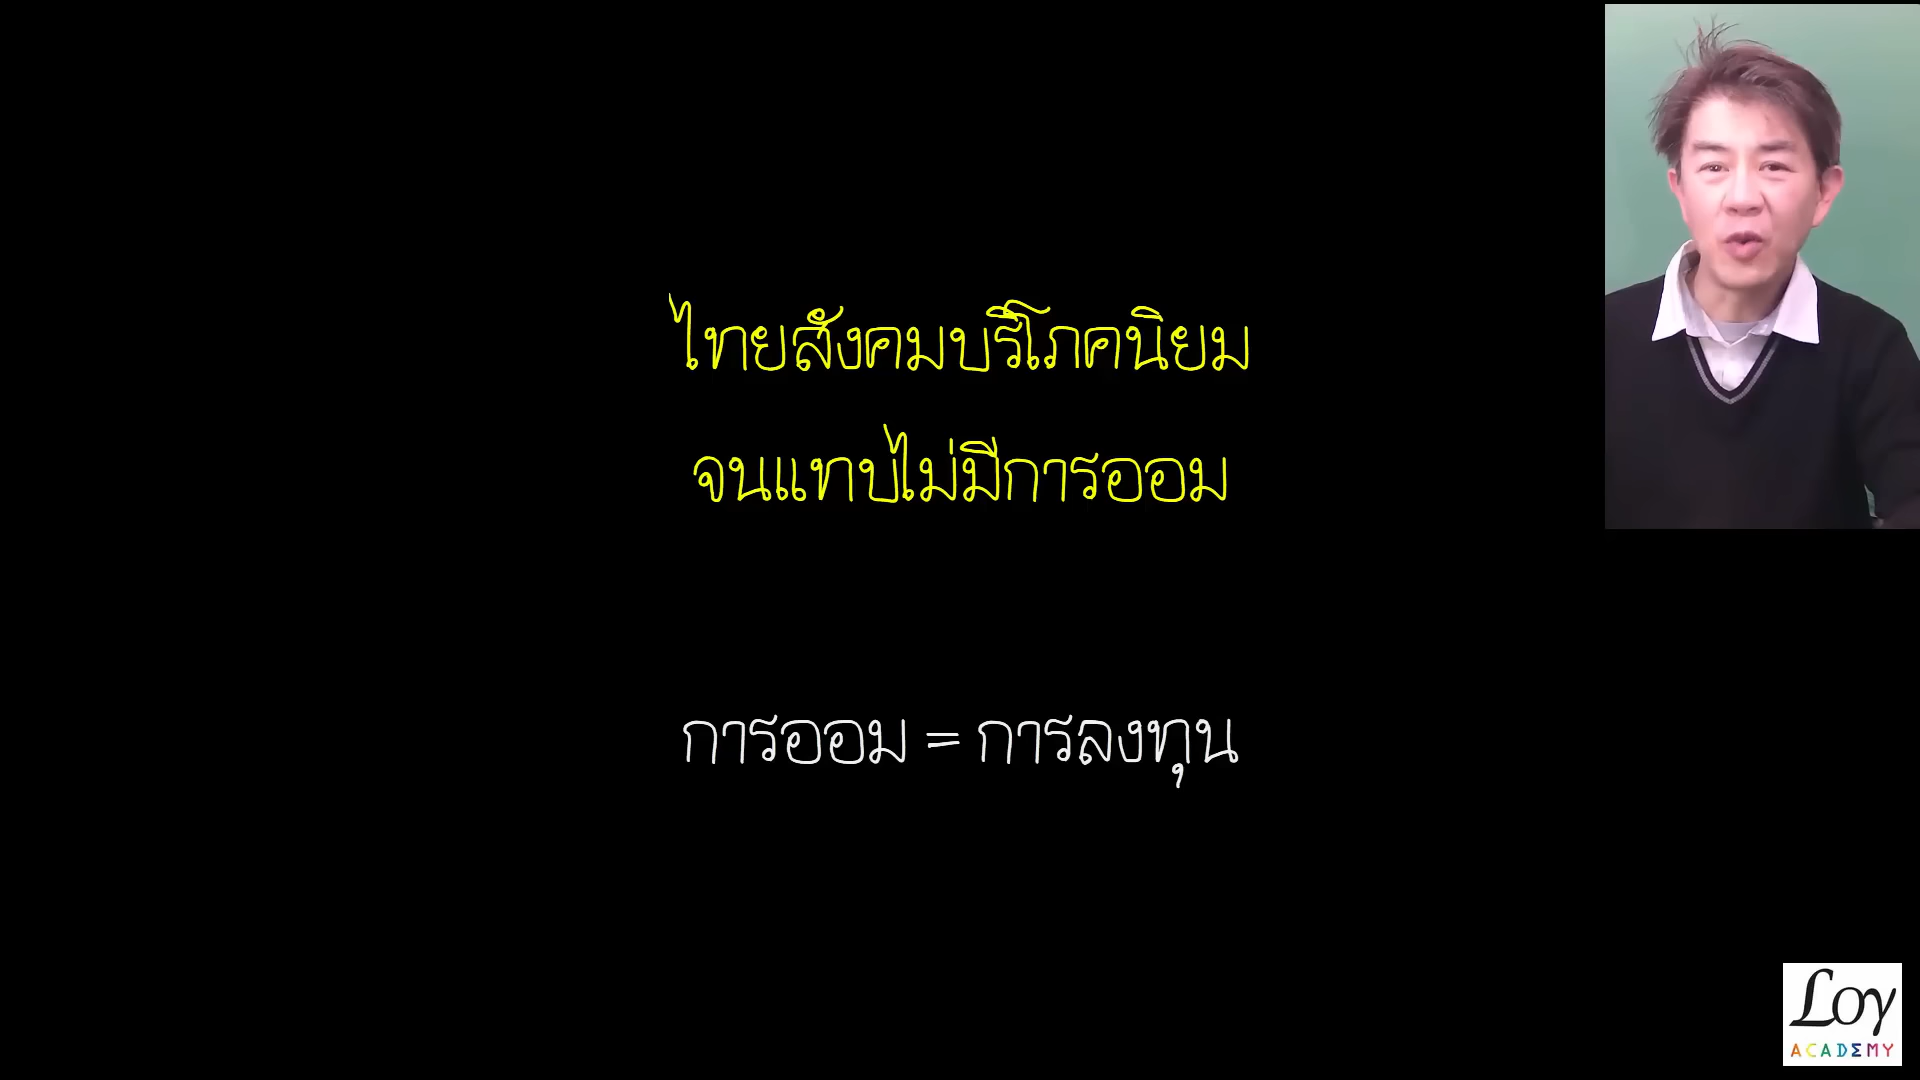 ไทยสังคมบริโภคนิยม
จนแทบไม่มีการออม
การออม = การลงทุน
Loy
ACADEMY